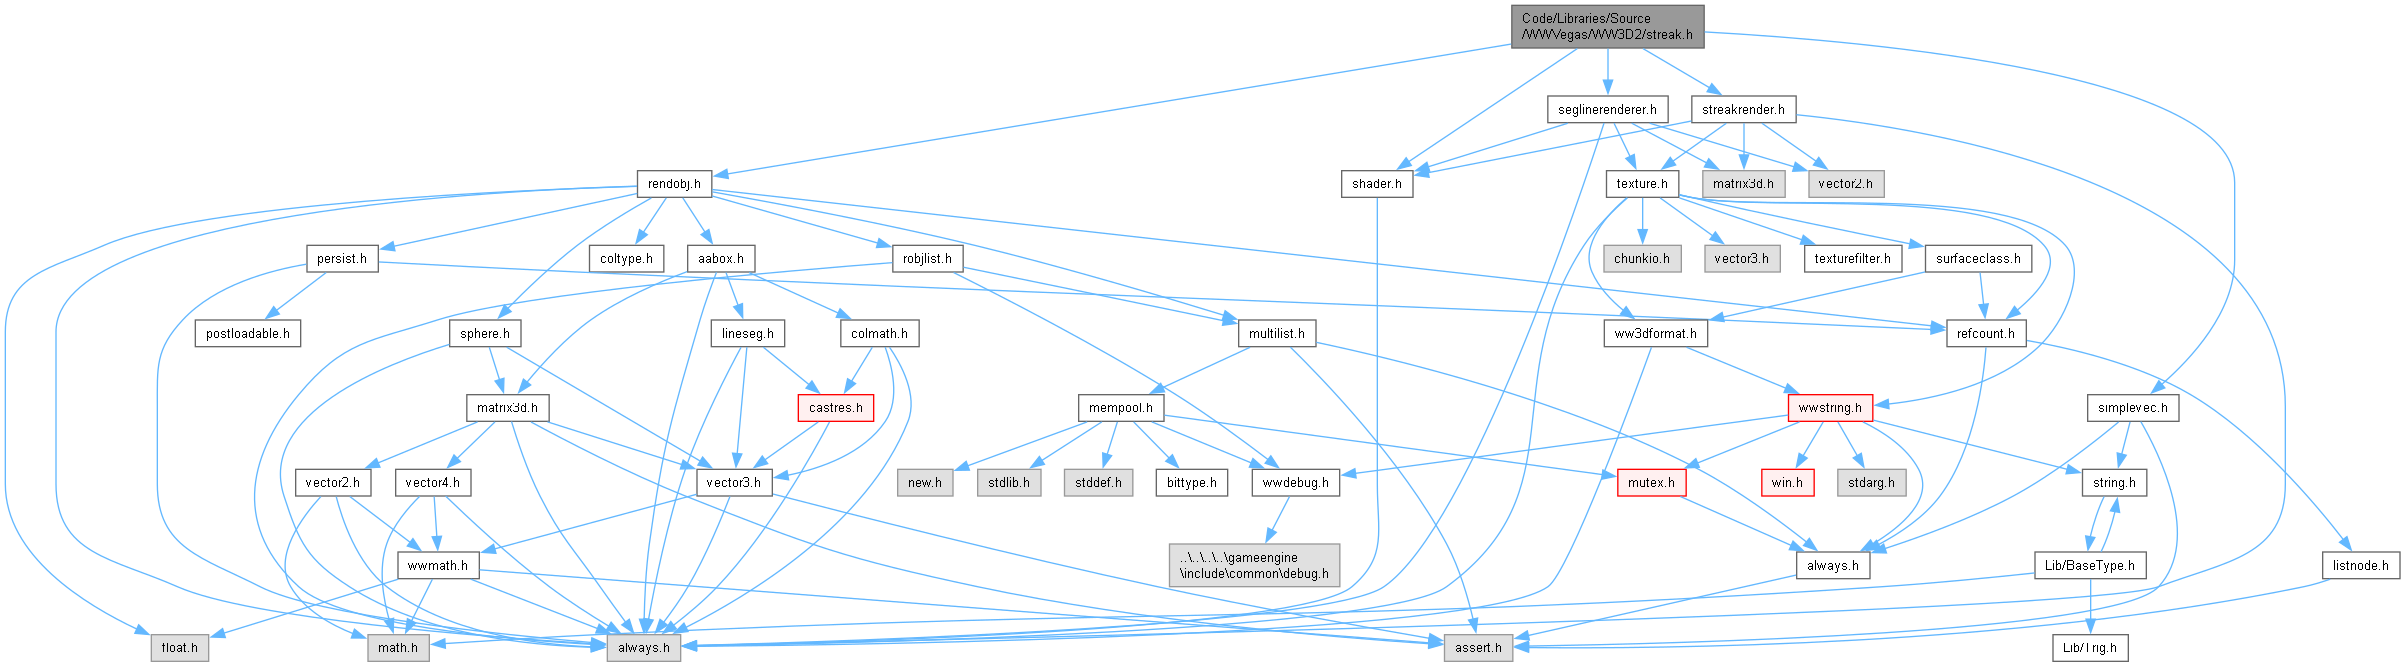 Code/Libraries/Source
/WWVegas/WW3D2/streak.h
seglinerenderer.h
streakrender.h
rendobj.h
shader.h
texture.h
matrix3d.h
vector2.h
persist.h
coltype.h
aabox.h
robjlist.h
chunkio.h
vector3.h
texturefilter.h
surfaceclass.h
postloadable.h
sphere.h
lineseg.h
colmath.h
multilist.h
ww3dformat.h
refcount.h
matrix3d.h
castres.h
mempool.h
wwstring.h
simplevec.h
vector2.h
vector4.h
vector3.h
new.h
stdlib.h
stddef.h
bittype.h
wwdebug.h
mutex.h
win.h
stdarg.h
string.h
wwmath.h
..\..\..\..\gameengine
\include\common\debug.h
always.h
Lib/BaseType.h
listnode.h
float.h
math.h
always.h
assert.h
Lib/Trig.h